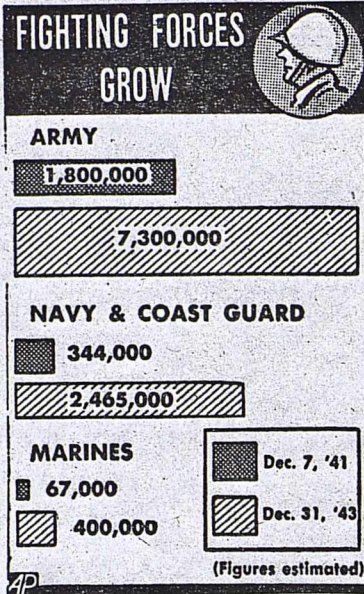 FIGHTING FORCES
GROW
ARMY
1,800,000
7,300,000
NAVY & COAST GUARD
344,000
2,465,000
MARINES
67,000
400,000
Dec. 7, '41
Dec. 31, '43
(Figures estimated)
AP